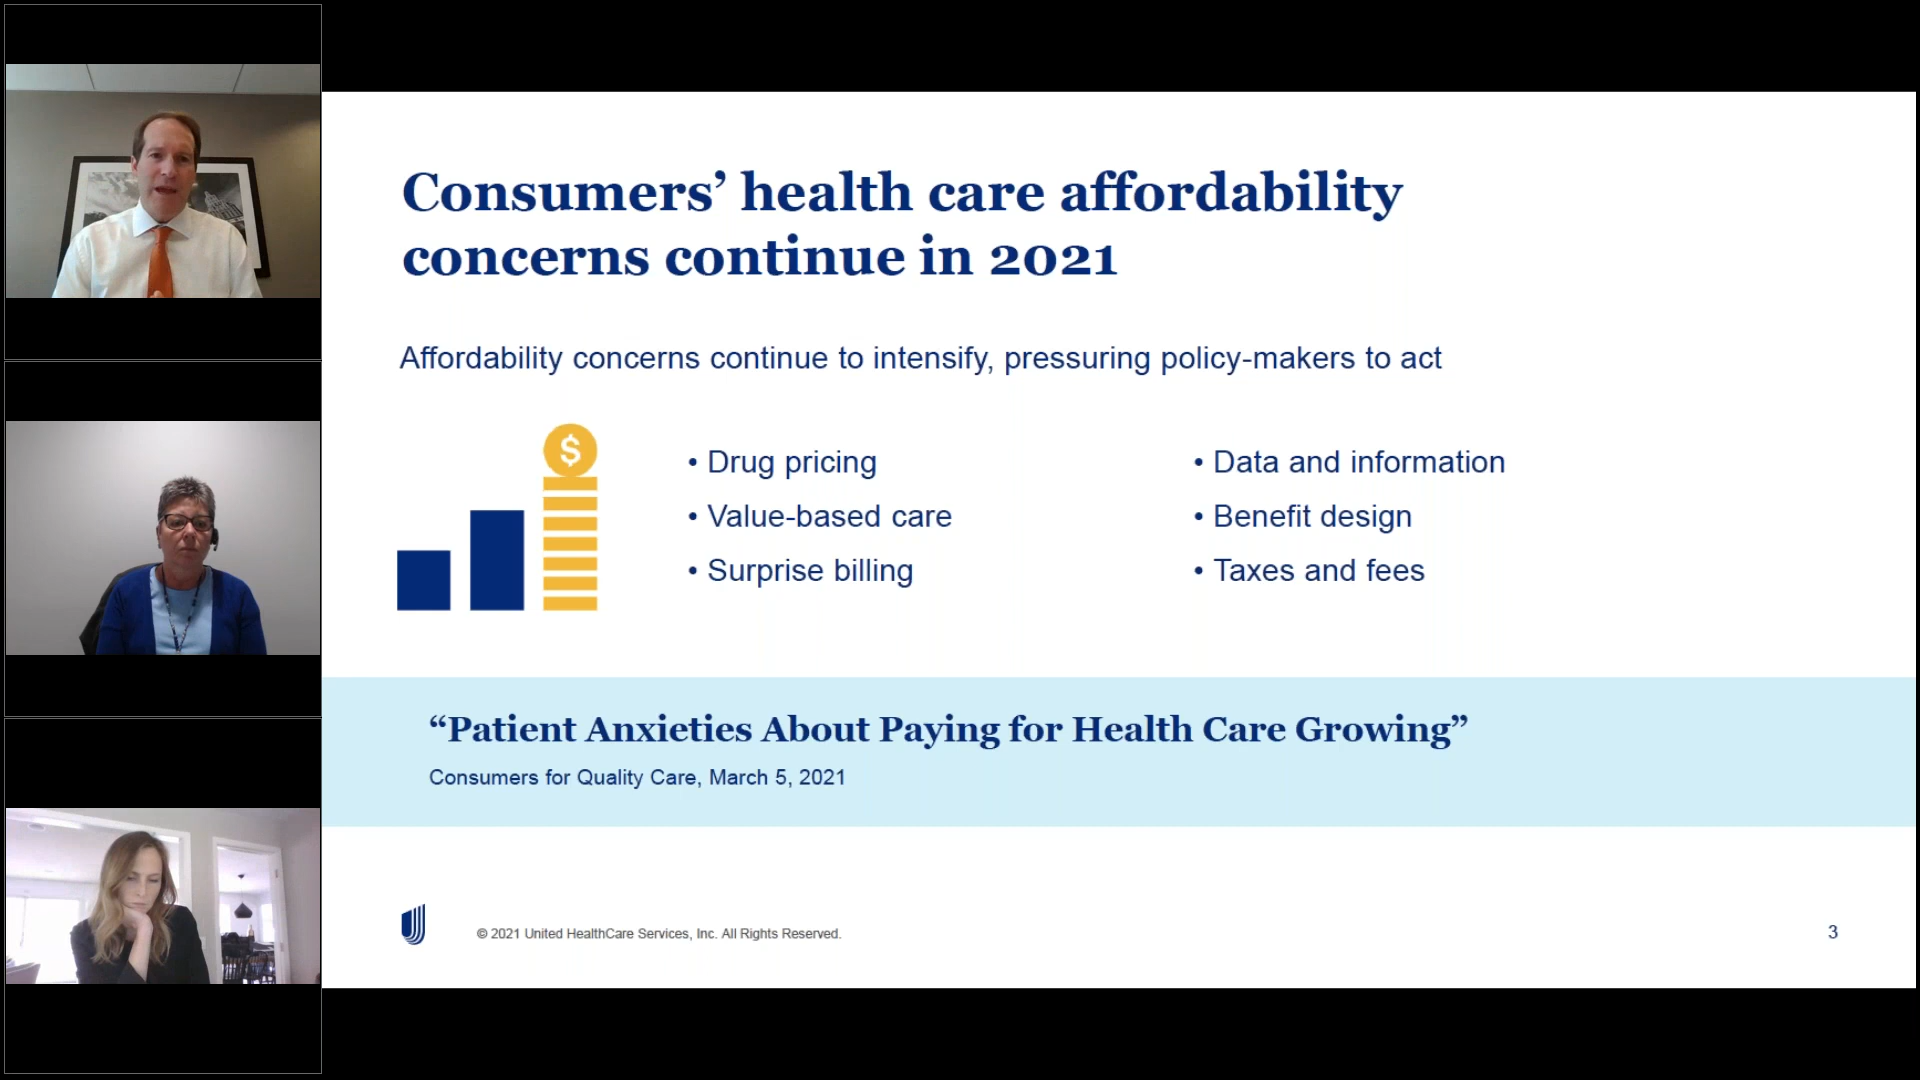 Consumers’ health care affordability
concerns continue in 2021
Affordability concerns continue to intensify, pressuring policy-makers to act
$
• Drug pricing
• Value-based care
• Surprise billing
• Data and information
• Benefit design
• Taxes and fees
“Patient Anxieties About Paying for Health Care Growing”
Consumers for Quality Care, March 5, 2021
© 2021 United HealthCare Services, Inc. All Rights Reserved.
3